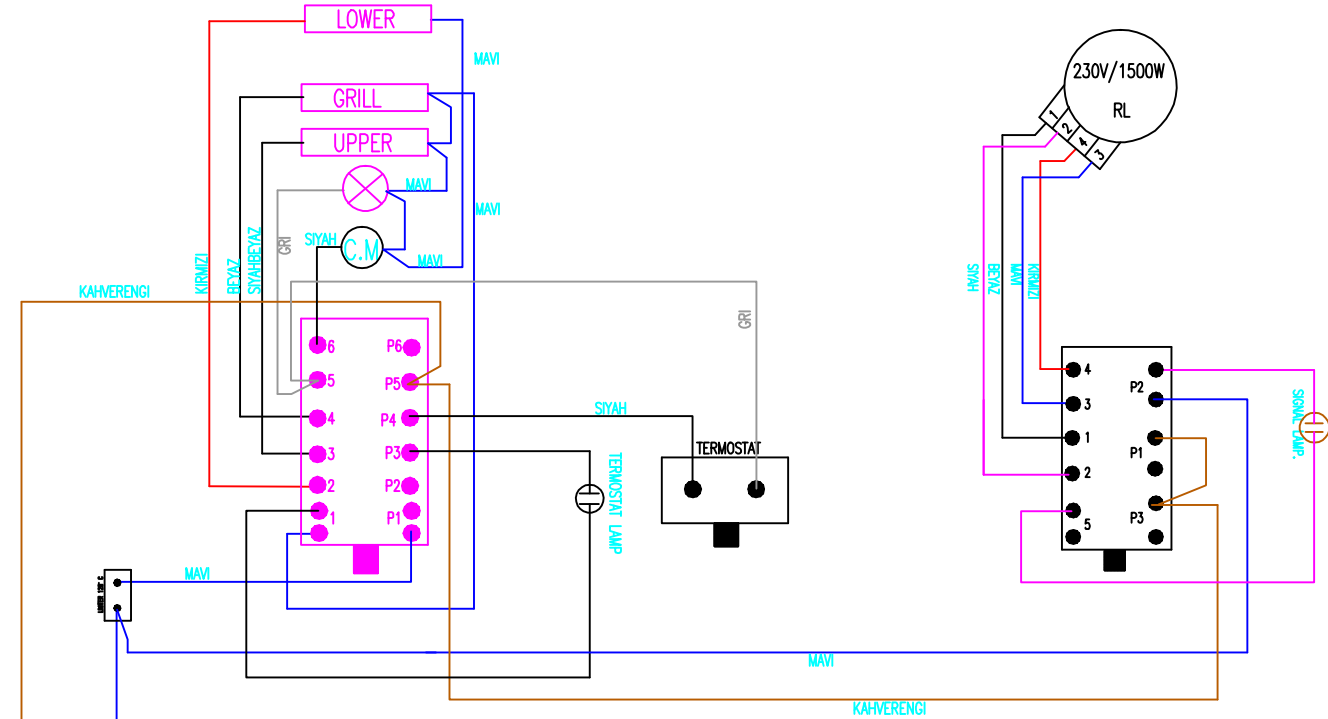 LOWER
MAVI
GRILL
UPPER
MAVI
MAVI
SIYAH
C.M
MAVI
GRI
KIRMIZI
BEYAZ
SIYAHBEYAZ
KAHVERENGI
GRI
6
P6
5
P5
4
P4
3
P3
2
P2
1
P1
SIYAH
TERMOSTAT
TERMOSTAT LAMP
MAVI
LIMITER 120° C
230V/1500W
RL
1
2
4
3
SIYAH
BEYAZ
MAVI
KIRMIZI
4
P2
3
1
P1
2
5
P3
SIGNAL LAMP.
MAVI
KAHVERENGI